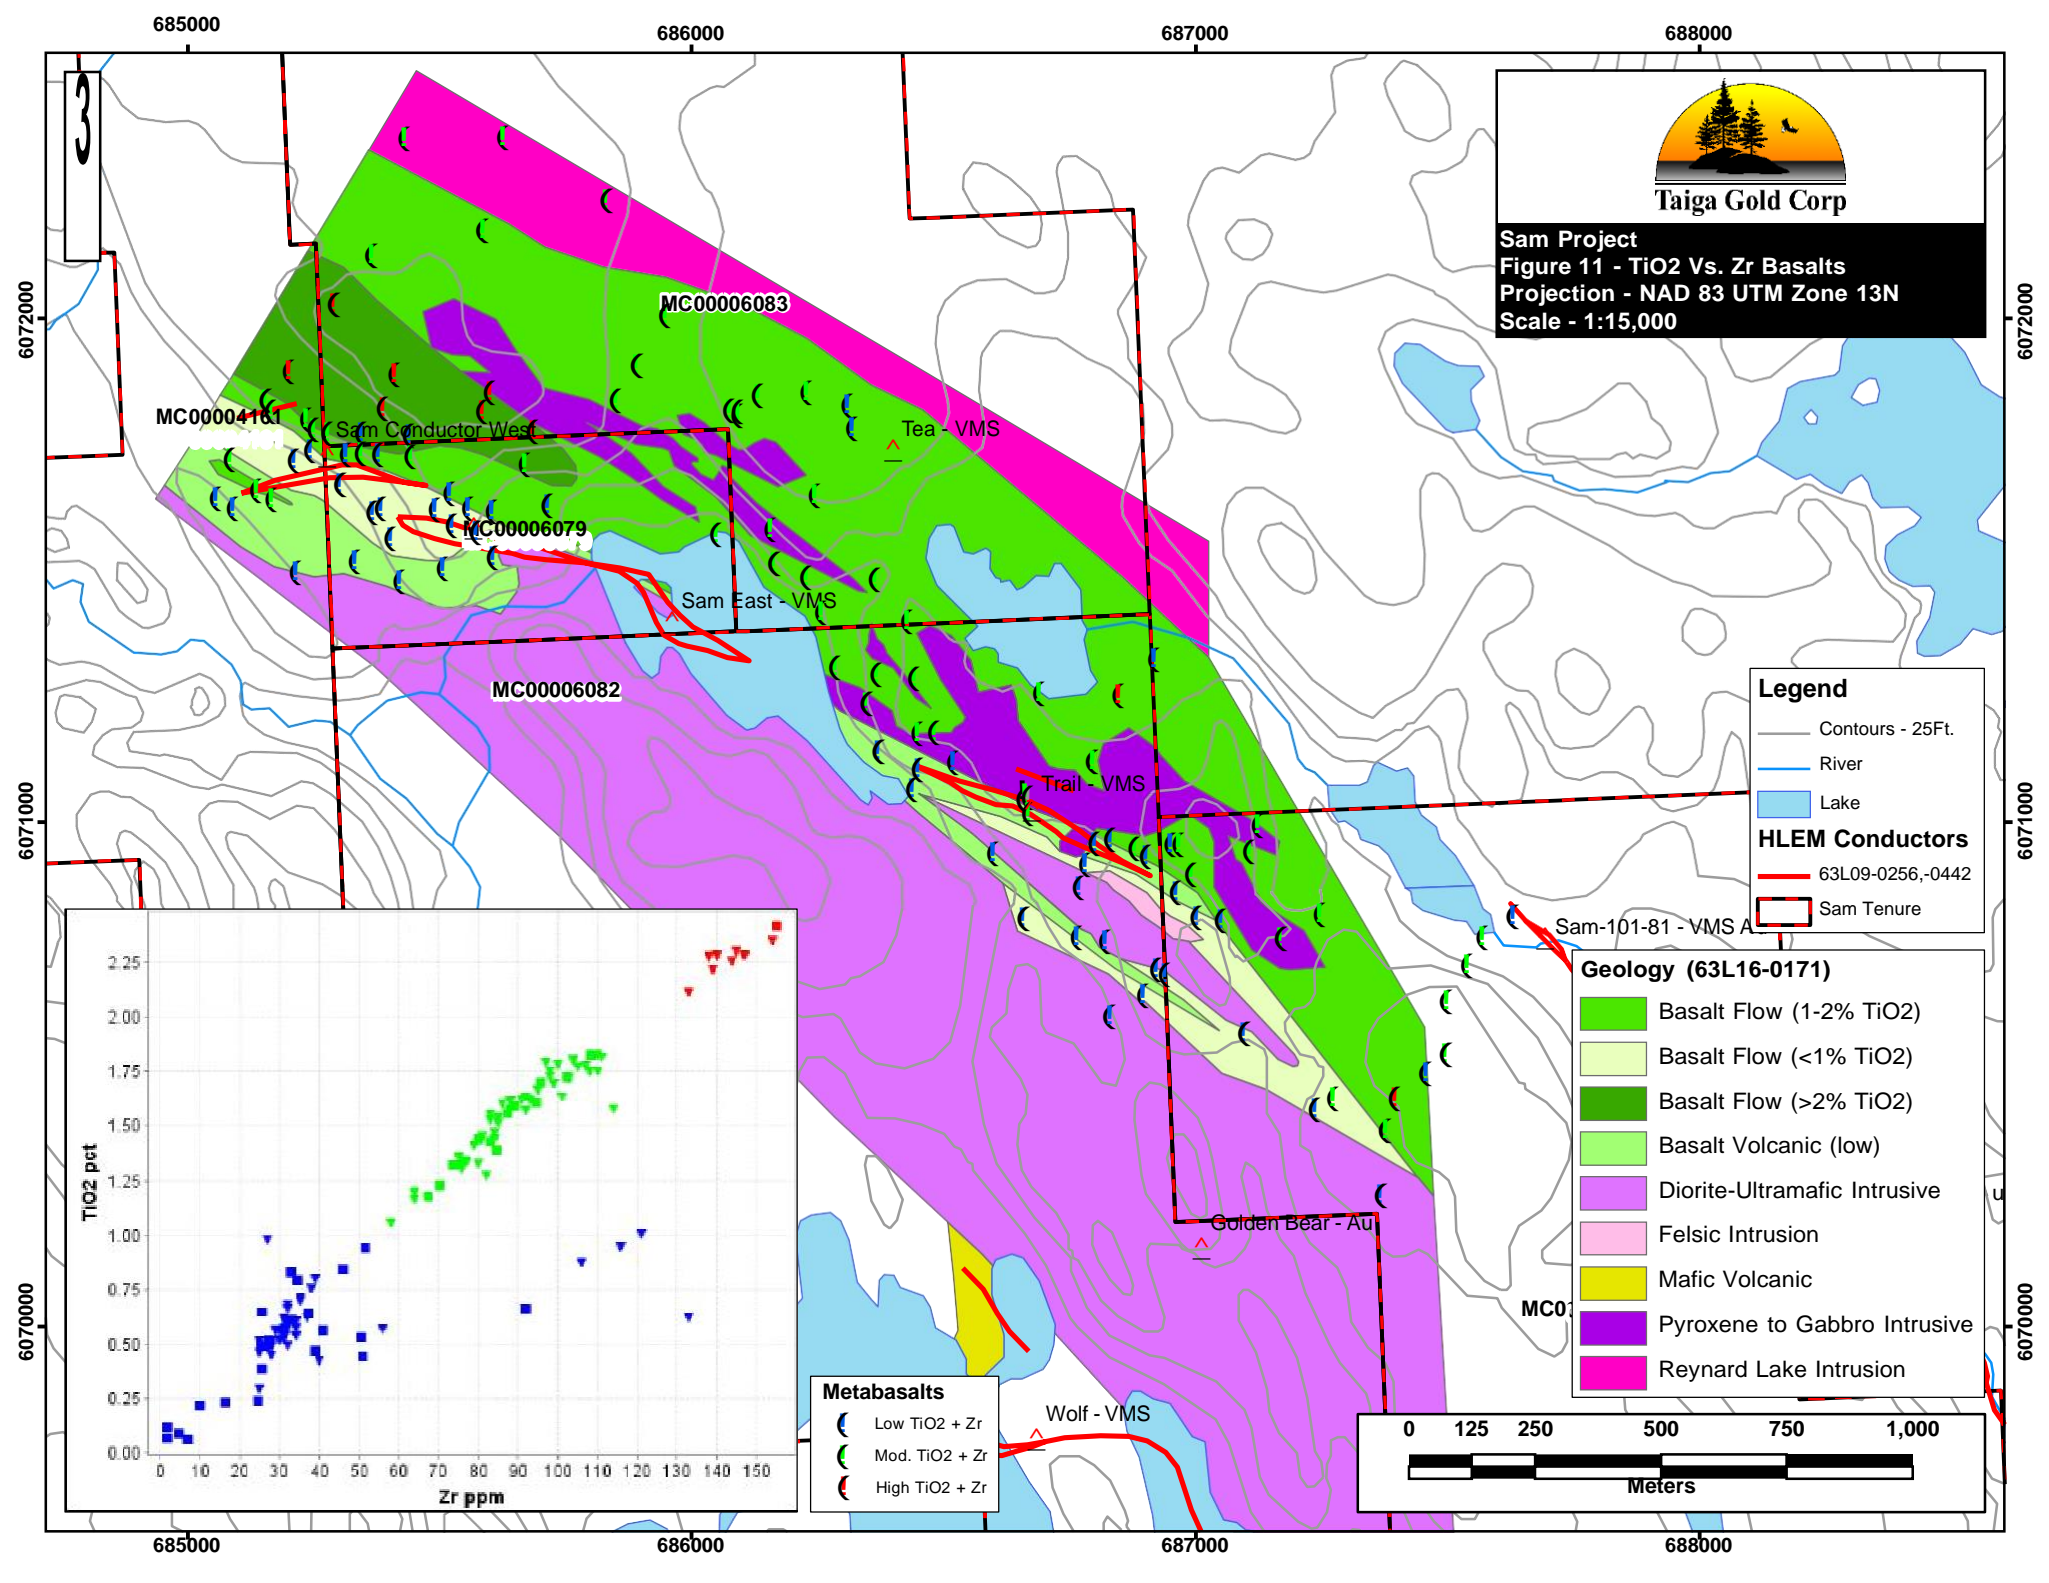 685000
686000
687000
688000
3
Taiga Gold Corp
Sam Project
Figure 11 - TiO2 Vs. Zr Basalts
Projection - NAD 83 UTM Zone 13N
Scale - 1:15,000
6072000
6072000
MC00006083
MC00004161
Sam Conductor West
Tea - VMS
MC00006079
Sam East - VMS
MC00006082
Trail - VMS
6071000
6071000
Legend
Contours - 25Ft.
River
Lake
HLEM Conductors
63L09-0256,-0442
Sam Tenure
Sam-101-81 - VMS A
Geology (63L16-0171)
Basalt Flow (1-2% TiO2)
Basalt Flow (<1% TiO2)
Basalt Flow (>2% TiO2)
Basalt Volcanic (low)
Diorite-Ultramafic Intrusive
Felsic Intrusion
Mafic Volcanic
Pyroxene to Gabbro Intrusive
Reynard Lake Intrusion
Golden Bear - Au
MC0
u
6070000
6070000
2.25
2.00
1.75
1.50
1.25
1.00
0.75
0.50
0.25
0.00
TiO2 pct
0 10 20 30 40 50 60 70 80 90 100 110 120 130 140 150
Zr ppm
Metabasalts
Low TiO2 + Zr
Mod. TiO2 + Zr
High TiO2 + Zr
Wolf - VMS
0 125 250 500 750 1,000
Meters
685000
686000
687000
688000